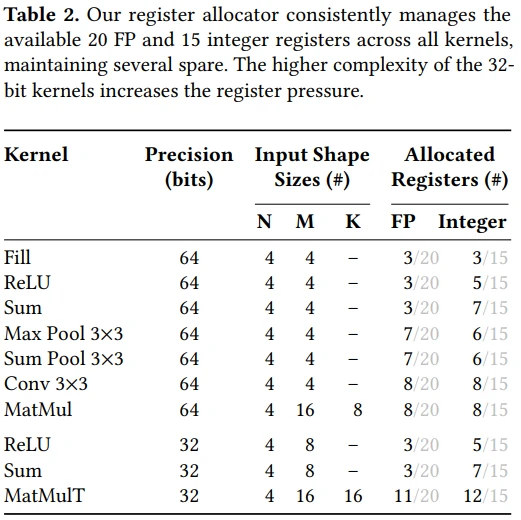 Table 2. Our register allocator consistently manages the
available 20 FP and 15 integer registers across all kernels,
maintaining several spare. The higher complexity of the 32-
bit kernels increases the register pressure.
Kernel Precision Input Shape Allocated
(bits) Sizes (#) Registers (#)
N M K FP Integer
Fill 64 4 4 – 3/20 3/15
ReLU 64 4 4 – 3/20 5/15
Sum 64 4 4 – 3/20 7/15
Max Pool 3×3 64 4 4 – 7/20 6/15
Sum Pool 3×3 64 4 4 – 7/20 6/15
Conv 3×3 64 4 4 – 8/20 8/15
MatMul 64 4 16 8 8/20 8/15
ReLU 32 4 8 – 3/20 5/15
Sum 32 4 8 – 3/20 7/15
MatMulT 32 4 16 16 11/20 12/15